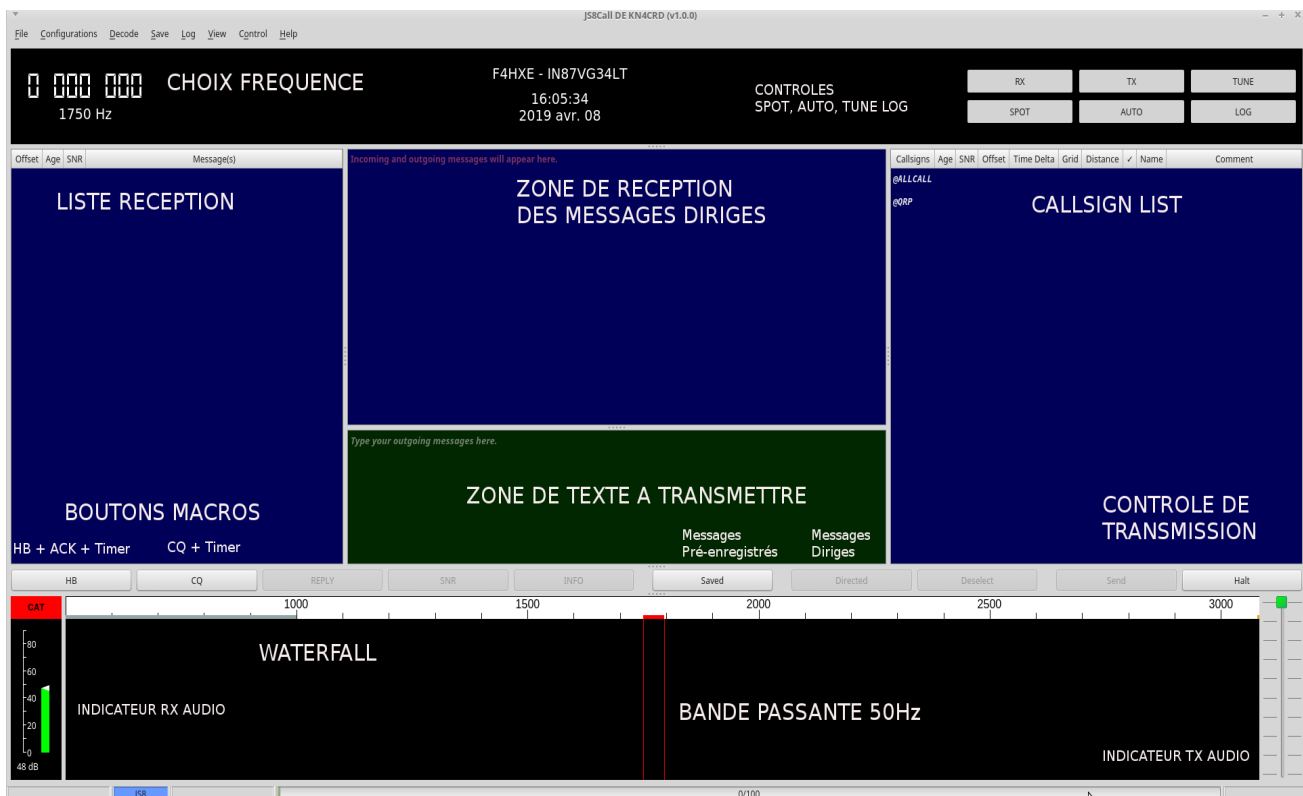 JS8Call DE KN4CRD (v1.0.0)
File Configurations Decode Save Log View Control Help
0 000 000
1750 Hz
CHOIX FREQUENCE
F4HXE - IN87VG34LT
16:05:34
2019 avr. 08
CONTROLES
SPOT, AUTO, TUNE LOG
RX TX TUNE
SPOT AUTO LOG
Offset Age SNR Message(s)
LISTE RECEPTION
BOUTONS MACROS
HB + ACK + Timer CQ + Timer
Incoming and outgoing messages will appear here.
ZONE DE RECEPTION
DES MESSAGES DIRIGES
Type your outgoing messages here.
ZONE DE TEXTE A TRANSMETTRE
Messages
Pré-enregistrés
Messages
Diriges
Callsigns Age SNR Offset Time Delta Grid Distance ✓ Name Comment
@ALLCALL
@QRP
CALLSIGN LIST
CONTROLE DE
TRANSMISSION
HB CQ REPLY SNR INFO Saved Directed Deselect Send Halt
CAT
1000 1500 2000 2500 3000
80
60
40
20
0
48 dB
WATERFALL
INDICATEUR RX AUDIO
BANDE PASSANTE 50Hz
INDICATEUR TX AUDIO
JS8 0/100